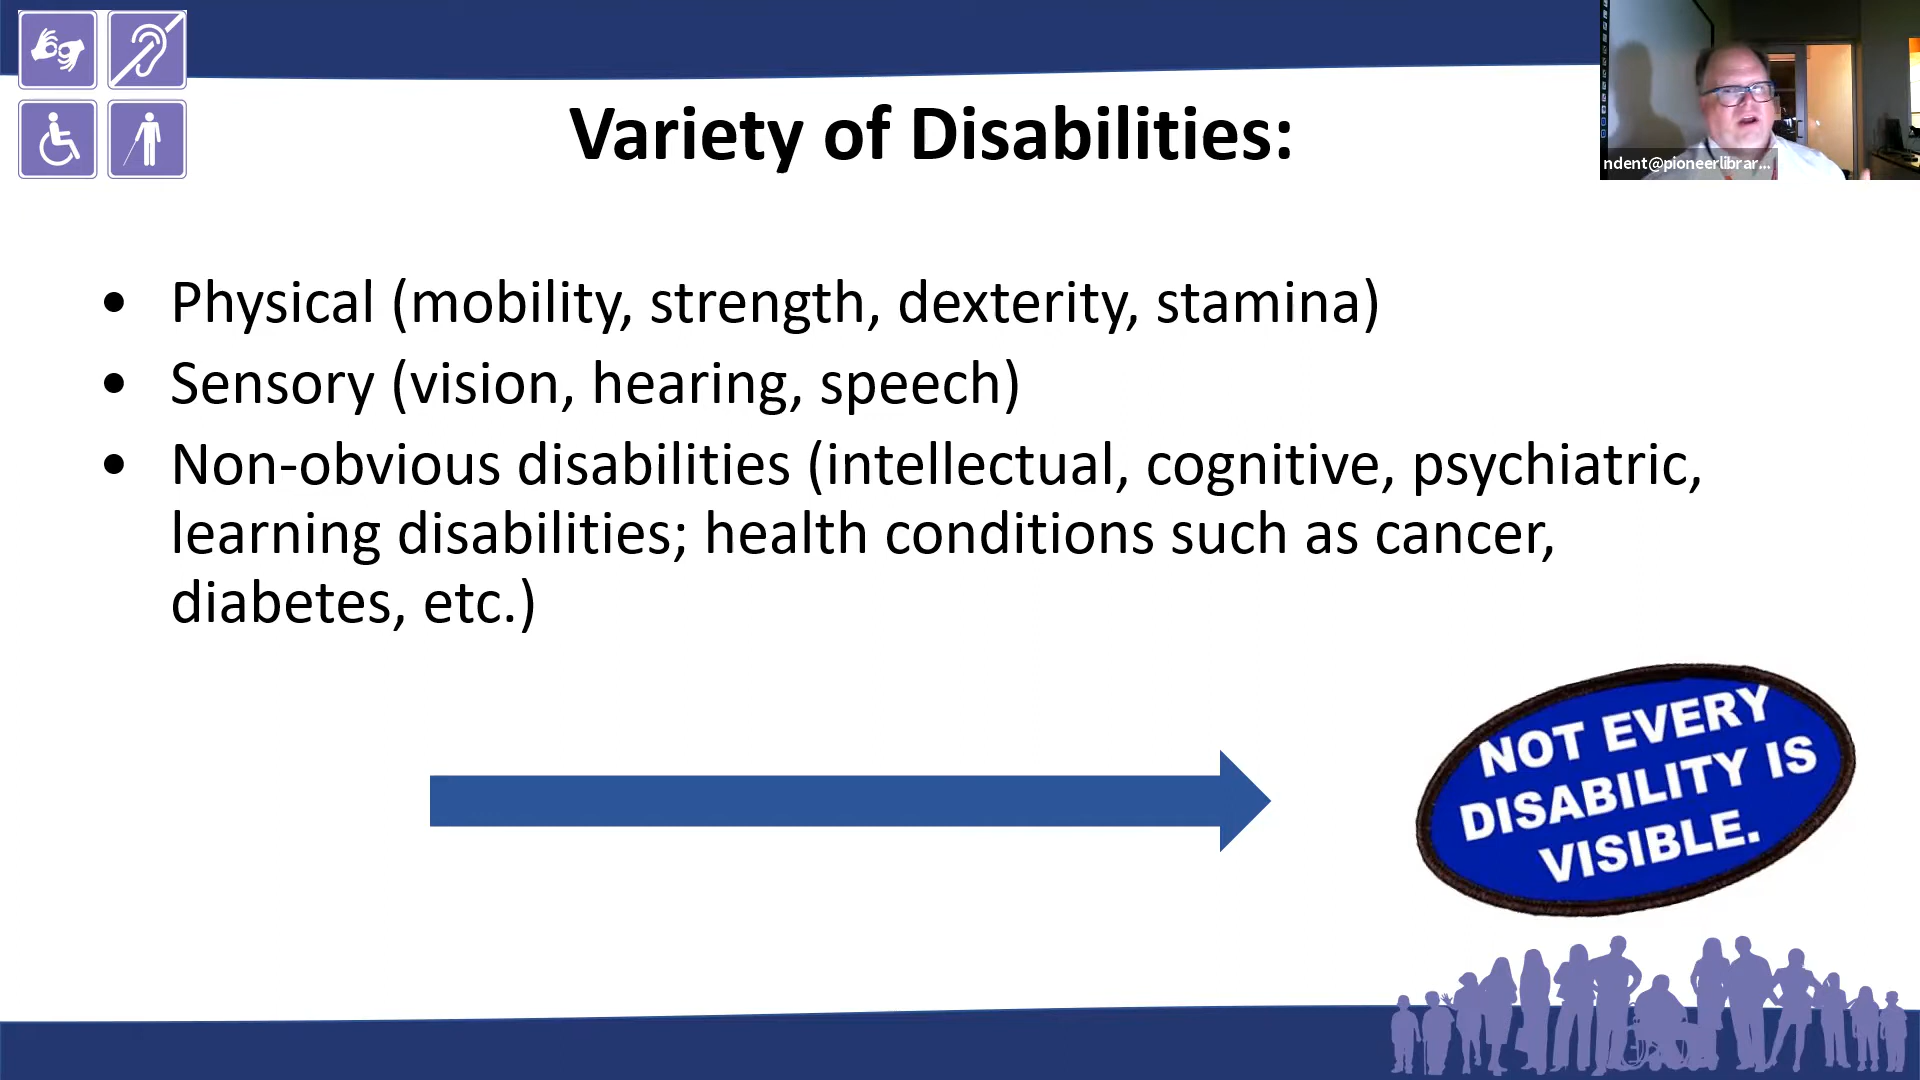 Variety of Disabilities:
ndent@pioneerlibrar...
• Physical (mobility, strength, dexterity, stamina)
• Sensory (vision, hearing, speech)
• Non-obvious disabilities (intellectual, cognitive, psychiatric,
learning disabilities; health conditions such as cancer,
diabetes, etc.)
NOT EVERY
DISABILITY IS
VISIBLE.